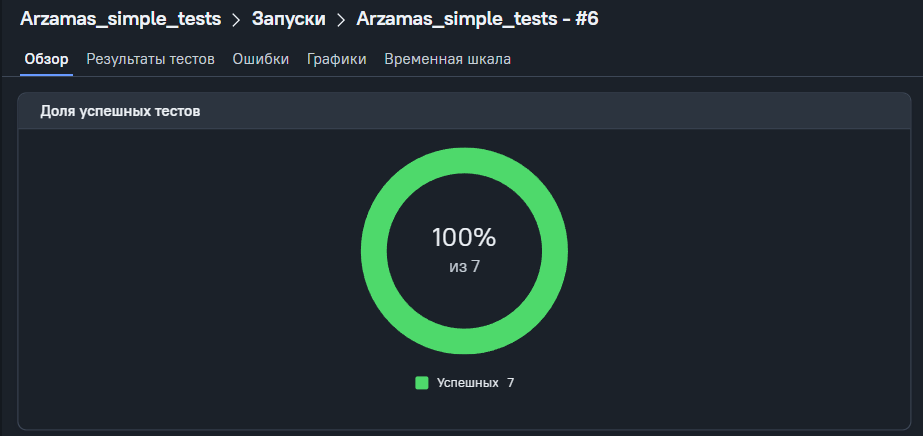 Arzamas_simple_tests > Запуски > Arzamas_simple_tests - #6
Обзор Результаты тестов Ошибки Графики Временная шкала
Доля успешных тестов
100%
из 7
Успешных 7